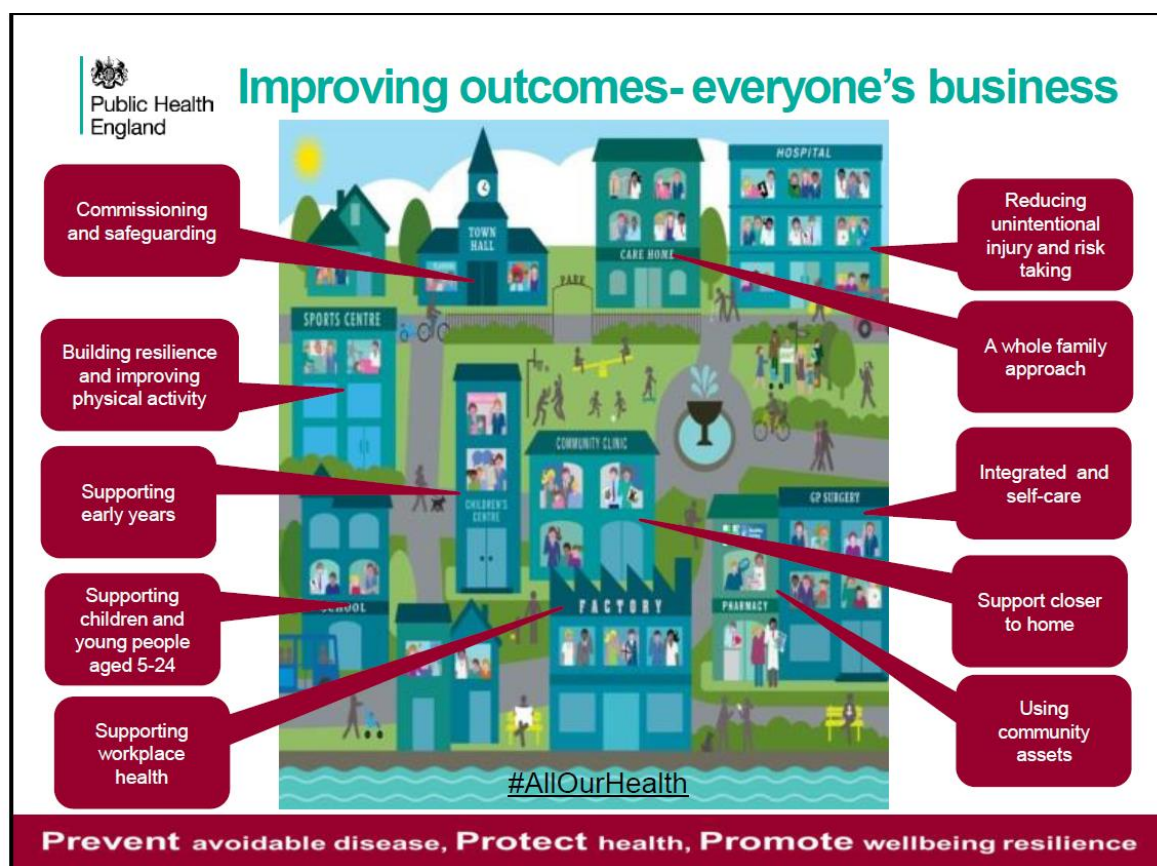 Public Health
England
Improving outcomes- everyone's business
Commissioning
and safeguarding
Building resilience
and improving
physical activity
Supporting
early years
Supporting
children and
young people
aged 5-24
Supporting
workplace
health
TOWN
HALL
CARE HOME
HOSPITAL
PARK
SPORTS CENTRE
COMMUNITY CLINIC
CHILDREN'S
CENTRE
GP SURGERY
SCHOOL
FACTORY
PHARMACY
#AllOurHealth
Reducing
unintentional
injury and risk
taking
A whole family
approach
Integrated and
self-care
Support closer
to home
Using
community
assets
Prevent avoidable disease, Protect health, Promote wellbeing resilience